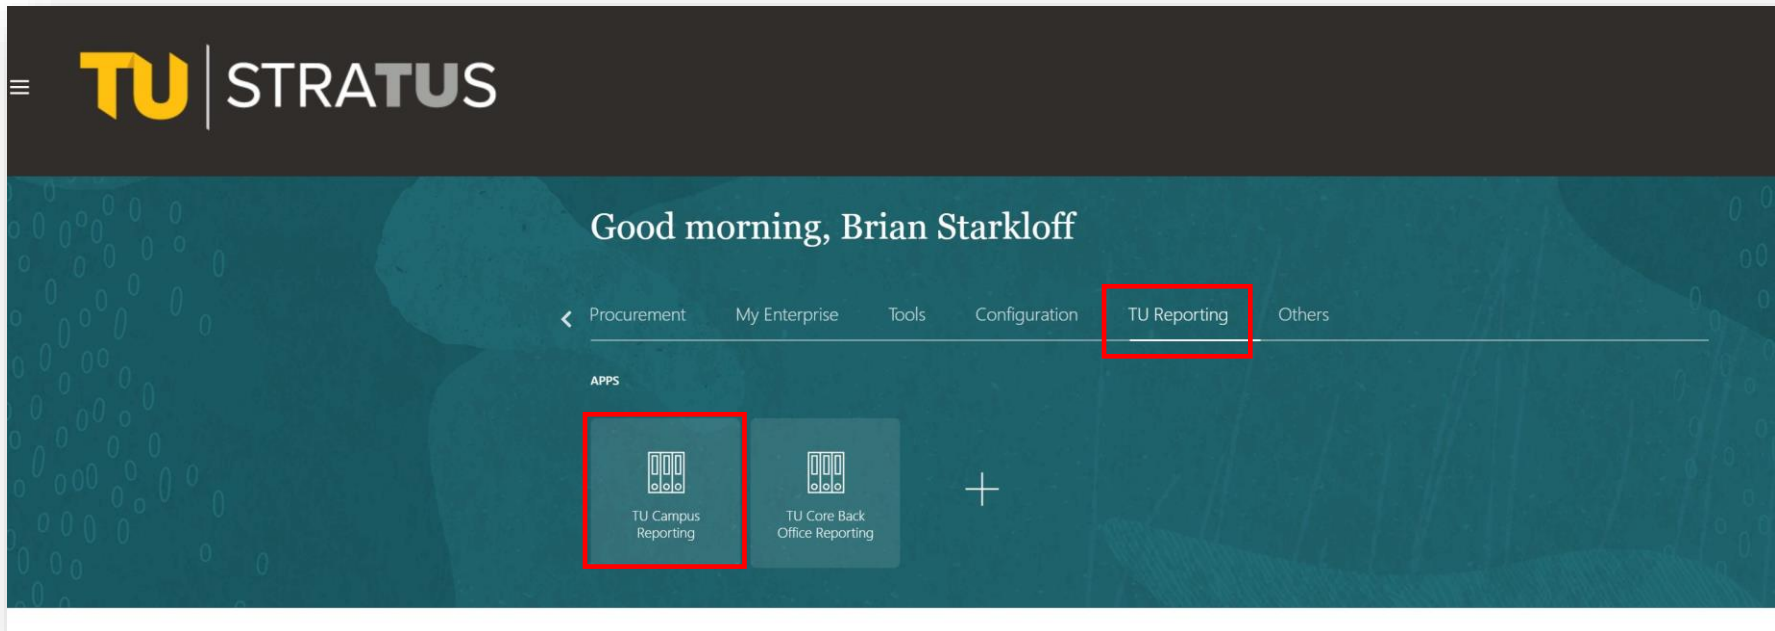 TU STRATUS
Good morning, Brian Starkloff
Procurement My Enterprise Tools Configuration TU Reporting Others
APPS
TU Campus
Reporting
TU Core Back
Office Reporting